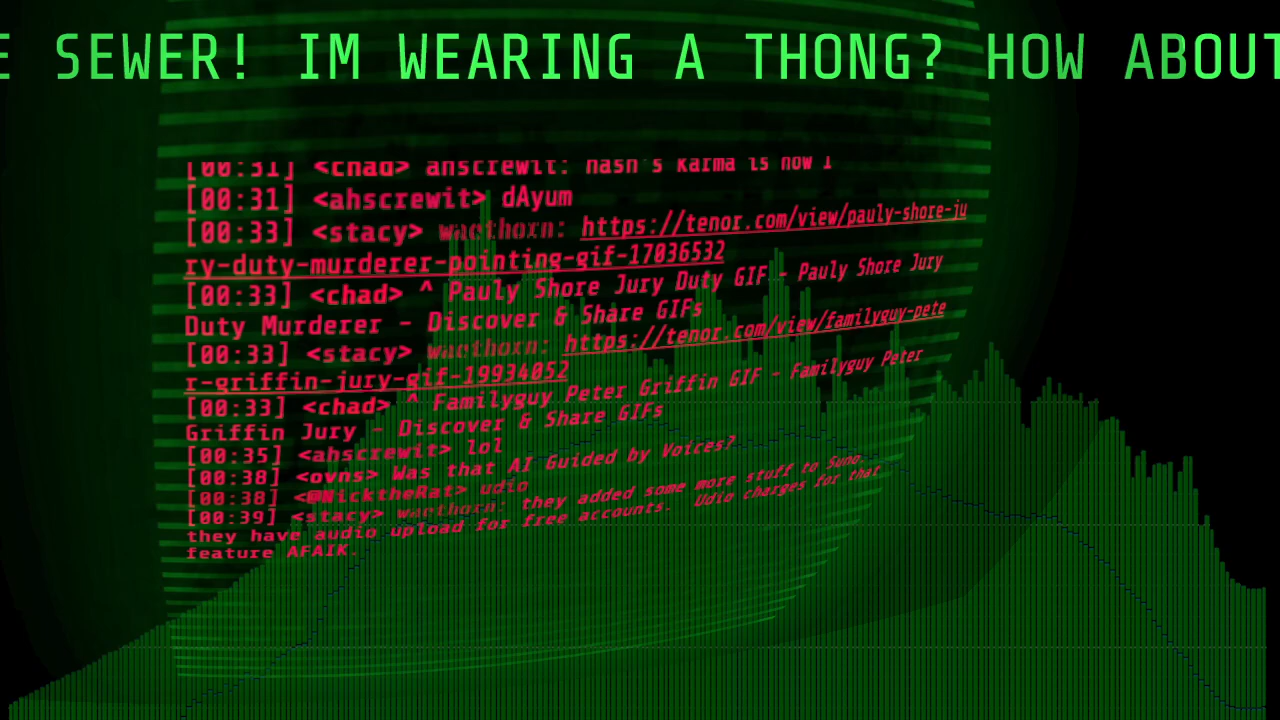 E SEWER! IM WEARING A THONG? HOW ABOUT
[00:31] <chad> anscrewit: hash's karma is now 1
[00:31] <ahscrewit> dAyum
[00:33] <stacy> https://tenor.com/view/pauly-shore-ju
ry-duty-murderer-pointing-gif-17036532
[00:33] <chad> ^ Pauly Shore Jury Duty GIF - Pauly Shore Jury
Duty Murderer - Discover & Share GIFs
[00:33] <stacy> https://tenor.com/view/familyguy-pete
r-griffin-jury-gif-19934052
[00:33] <chad> ^ Familyguy Peter Griffin GIF - Familyguy Peter
Griffin Jury - Discover & Share GIFs
[00:35] <ahscrewit> lol
[00:38] <ovns> Was that AI Guided by Voices?
[00:38] <@NicktheRat> udio
[00:39] <stacy> they added some more stuff to Suno.
they have audio upload for free accounts. Udio charges for that
feature AFAIK.